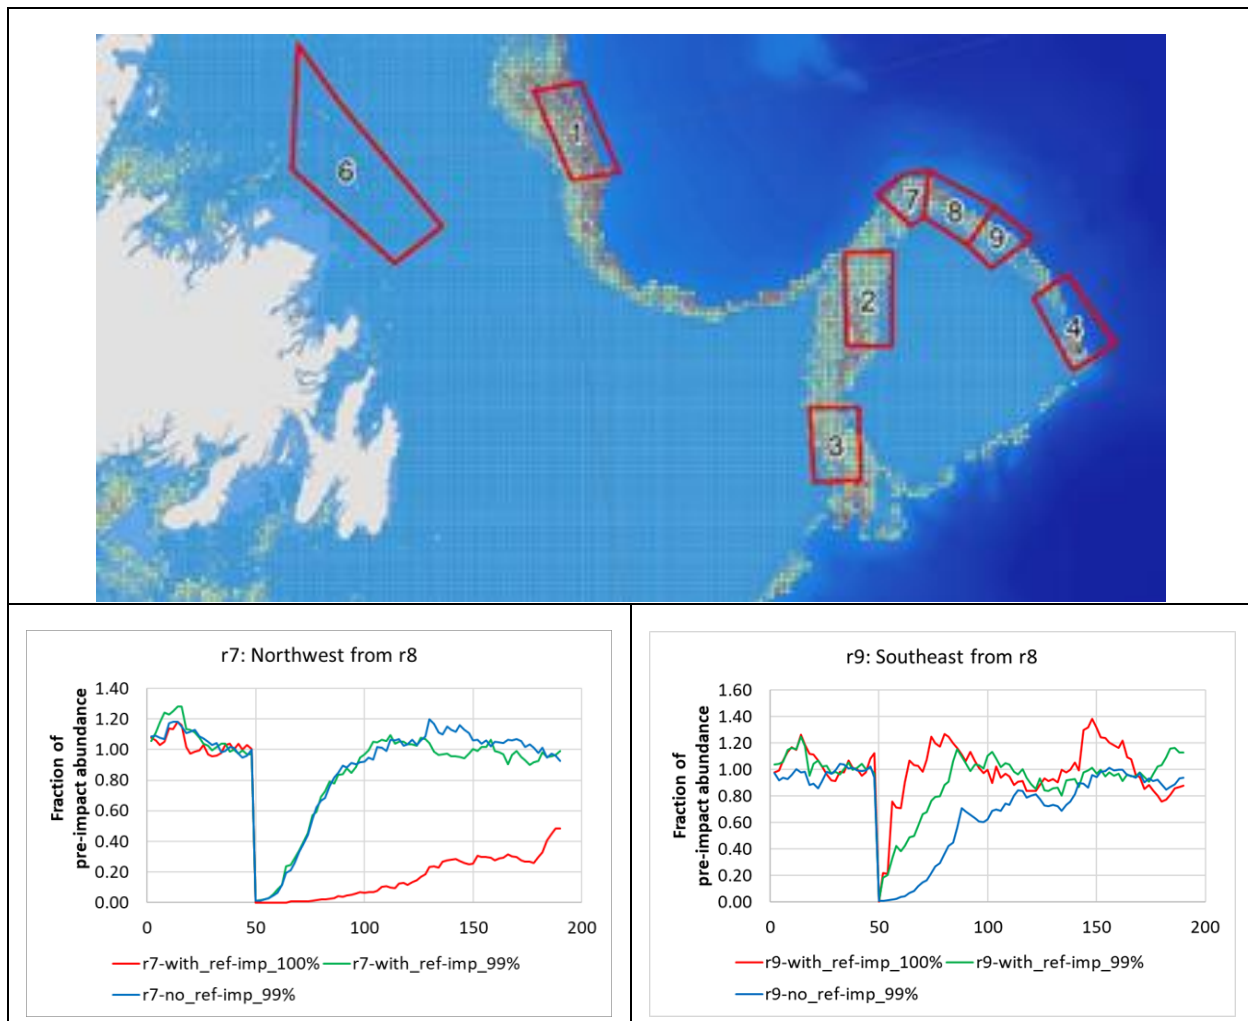 1
6
7
8
9
2
4
3
r7: Northwest from r8
Fraction of
pre-impact abundance
1.40
1.20
1.00
0.80
0.60
0.40
0.20
0.00
0
50
100
150
200
r7-with_ref-imp_100%
r7-with_ref-imp_99%
r7-no_ref-imp_99%
r9: Southeast from r8
Fraction of
pre-impact abundance
1.60
1.40
1.20
1.00
0.80
0.60
0.40
0.20
0.00
0
50
100
150
200
r9-with_ref-imp_100%
r9-with_ref-imp_99%
r9-no_ref-imp_99%